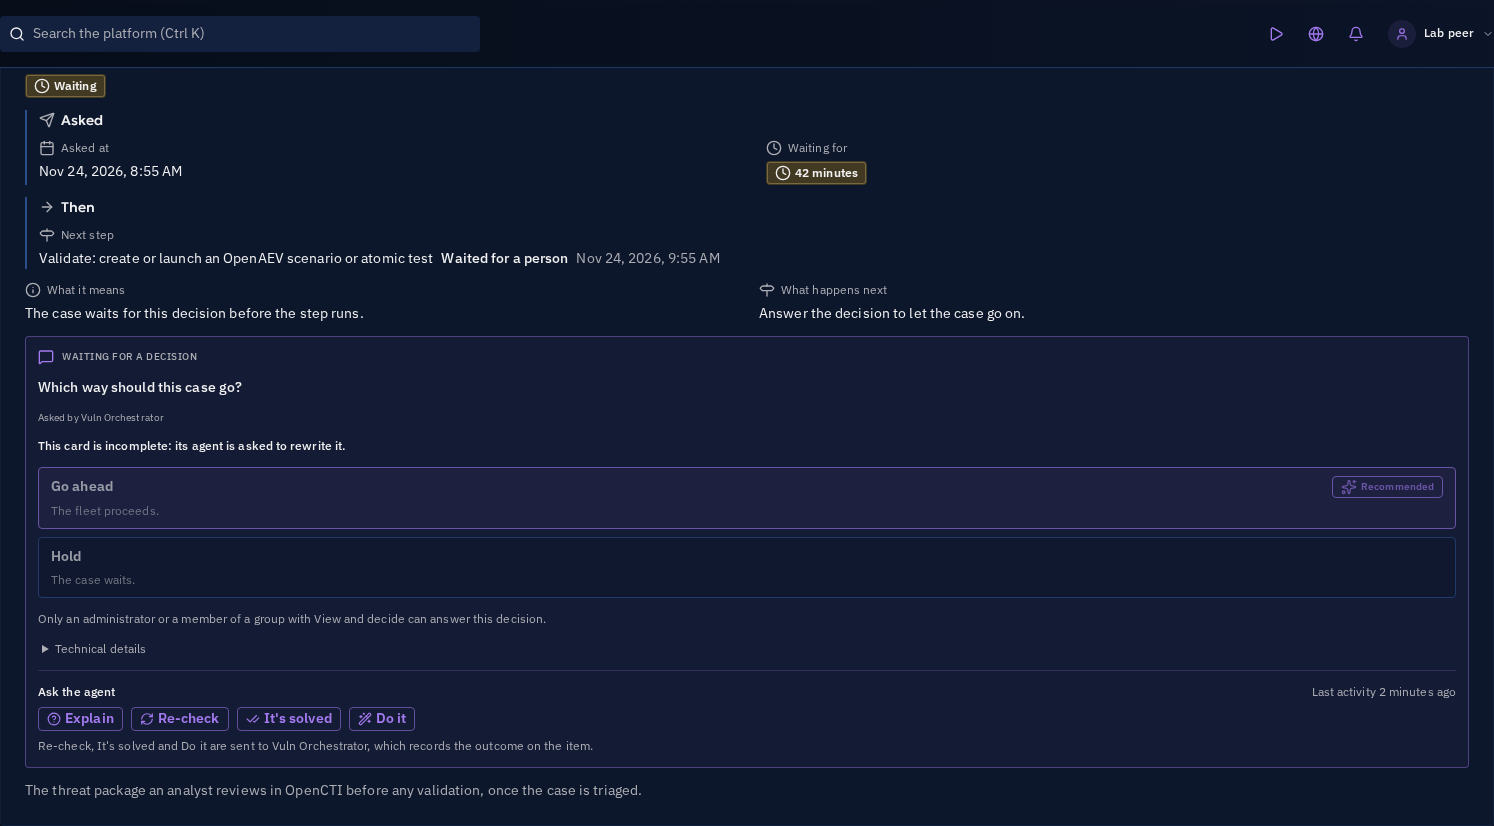 Search the platform (Ctrl K)
Lab peer
Waiting
Asked
Asked at
Waiting for
Nov 24, 2026, 8:55 AM
42 minutes
Then
Next step
Validate: create or launch an OpenAEV scenario or atomic test Waited for a person Nov 24, 2026, 9:55 AM
What it means
What happens next
The case waits for this decision before the step runs.
Answer the decision to let the case go on.
WAITING FOR A DECISION
Which way should this case go?
Asked by Vuln Orchestrator
This card is incomplete: its agent is asked to rewrite it.
Go ahead
Recommended
The fleet proceeds.
Hold
The case waits.
Only an administrator or a member of a group with View and decide can answer this decision.
Technical details
Ask the agent
Last activity 2 minutes ago
Explain
Re-check
It's solved
Do it
Re-check, It's solved and Do it are sent to Vuln Orchestrator, which records the outcome on the item.
The threat package an analyst reviews in OpenCTI before any validation, once the case is triaged.